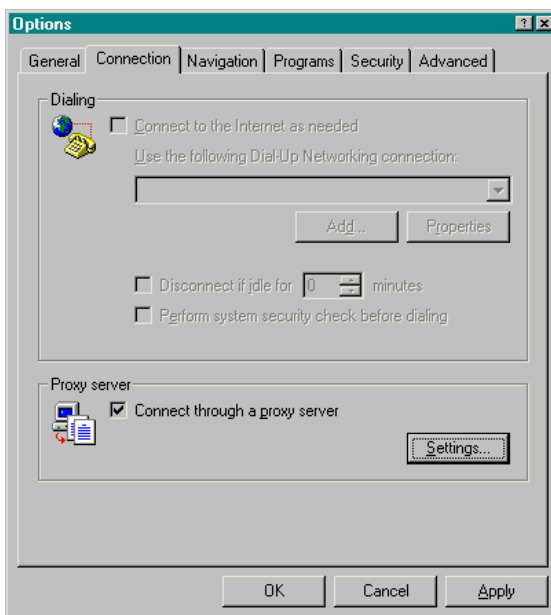 Options
General Connection Navigation Programs Security Advanced
Dialing
Connect to the Internet as needed
Use the following Dial-Up Networking connection:
Add... Properties
Disconnect if idle for 0 minutes
Perform system security check before dialing
Proxy server
Connect through a proxy server
Settings...
OK Cancel Apply